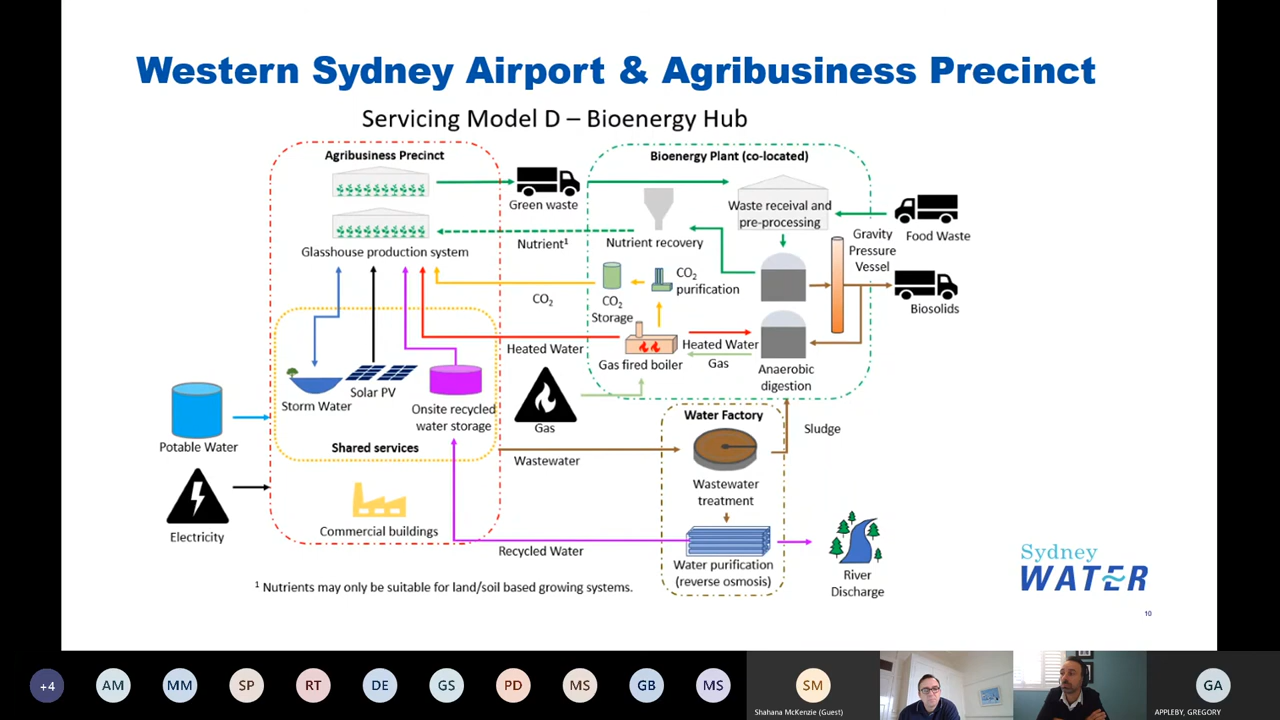 Western Sydney Airport & Agribusiness Precinct
Servicing Model D – Bioenergy Hub
Agribusiness Precinct
Bioenergy Plant (co-located)
Green waste
Waste receival and
pre-processing
Food Waste
Glasshouse production system
Nutrient¹
Nutrient recovery
Gravity
Pressure
Vessel
CO₂
CO₂
Storage
CO₂
purification
Biosolids
Heated Water
Gas fired boiler
Heated Water
Gas
Anaerobic
digestion
Storm Water
Solar PV
Onsite recycled
water storage
Gas
Shared services
Potable Water
Water Factory
Sludge
Wastewater
Wastewater
treatment
Electricity
Commercial buildings
Recycled Water
Water purification
(reverse osmosis)
River
Discharge
¹ Nutrients may only be suitable for land/soil based growing systems.
Sydney
WATER
10
+4
AM
MM
SP
RT
DE
GS
PD
MS
GB
MS
SM
Shahana McKenzie (Guest)
GA
APPLEBY, GREGORY